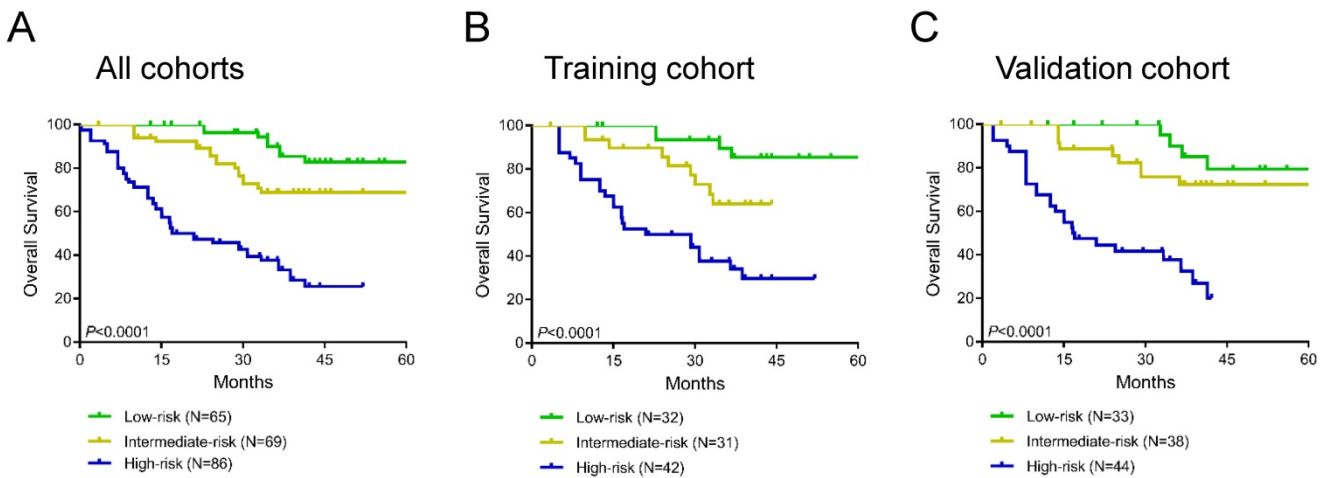 A
All cohorts
Overall Survival
100
80
60
40
20
0
P<0.0001
0 15 30 45 60
Months
Low-risk (N=65)
Intermediate-risk (N=69)
High-risk (N=86)
B
Training cohort
Overall Survival
100
80
60
40
20
0
P<0.0001
0 15 30 45 60
Months
Low-risk (N=32)
Intermediate-risk (N=31)
High-risk (N=42)
C
Validation cohort
Overall Survival
100
80
60
40
20
0
P<0.0001
0 15 30 45 60
Months
Low-risk (N=33)
Intermediate-risk (N=38)
High-risk (N=44)